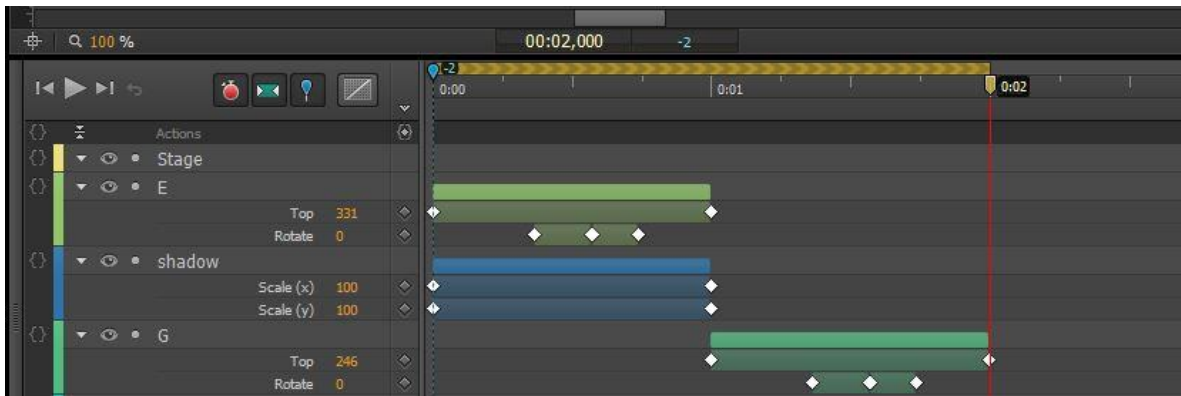 100 %
00:02,000 -2
-2
0:00 0:01 0:02
Actions
Stage
E
Top 331
Rotate 0
shadow
Scale (x) 100
Scale (y) 100
G
Top 246
Rotate 0